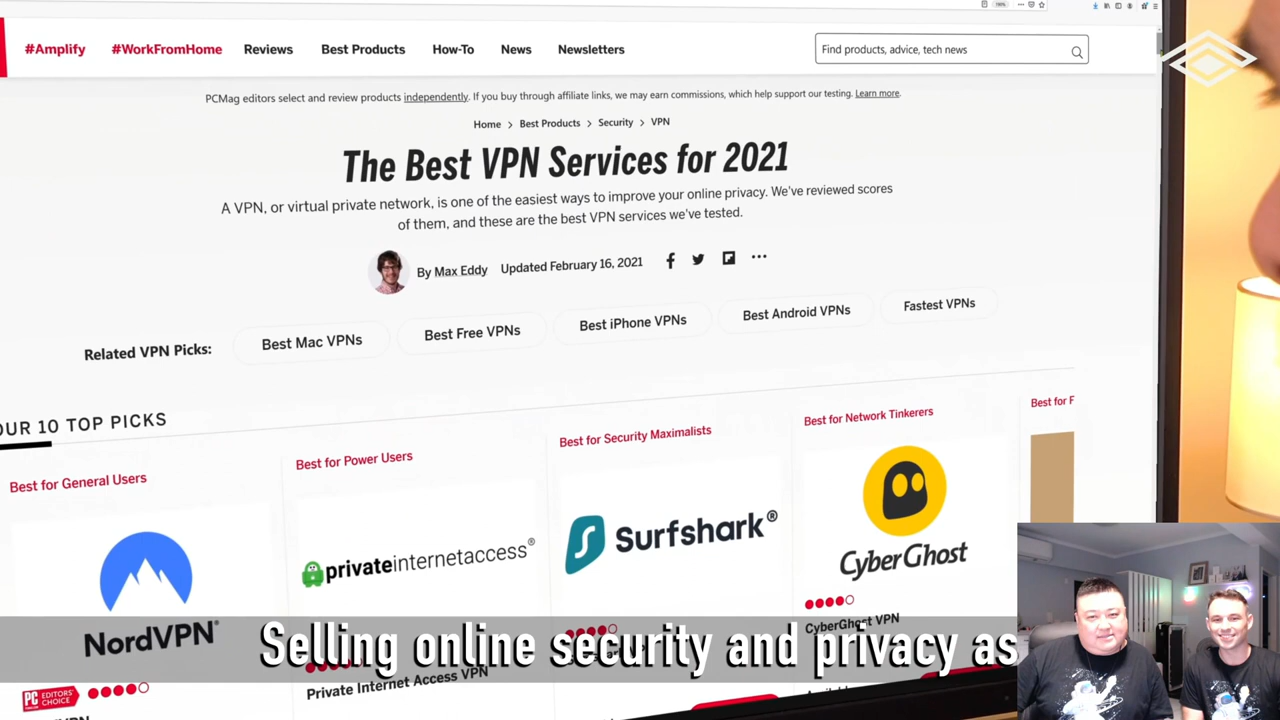 100%
#Amplify #WorkFromHome Reviews Best Products How-To News Newsletters Find products, advice, tech news
PCMag editors select and review products independently. If you buy through affiliate links, we may earn commissions, which help support our testing. Learn more.
Home > Best Products > Security > VPN
The Best VPN Services for 2021
A VPN, or virtual private network, is one of the easiest ways to improve your online privacy. We've reviewed scores
of them, and these are the best VPN services we've tested.
By Max Eddy Updated February 16, 2021
Related VPN Picks: Best Mac VPNs Best Free VPNs Best iPhone VPNs Best Android VPNs Fastest VPNs
OUR 10 TOP PICKS
Best for General Users Best for Power Users Best for Security Maximalists Best for Network Tinkerers Best for F
NordVPN® privateinternetaccess® Surfshark® CyberGhost
CyberGhost VPN
Selling online security and privacy as
Private Internet Access VPN
PC EDITORS' CHOICE